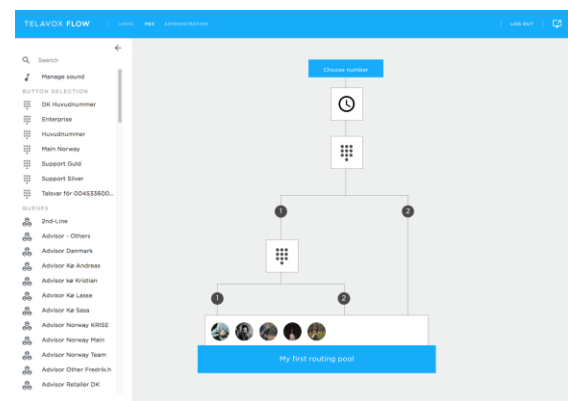 TELAVOX FLOW
HOME PBX ADMINISTRATION
LOG OUT
Search
Manage sound
BUTTON SELECTION
DK Huvudnummer
Enterprise
Huvudnummer
Main Norway
Support Guld
Support Silver
Talsvar för 004533600...
QUEUES
2nd-Line
Advisor - Others
Advisor Danmark
Advisor Kø Andreas
Advisor kø Kristian
Advisor Kø Lasse
Advisor Kø Sasa
Advisor Norway KRISE
Advisor Norway Main
Advisor Norway Team
Advisor Other Fredrik.h
Advisor Retailer DK
Choose number
1
2
1
2
My first routing pool